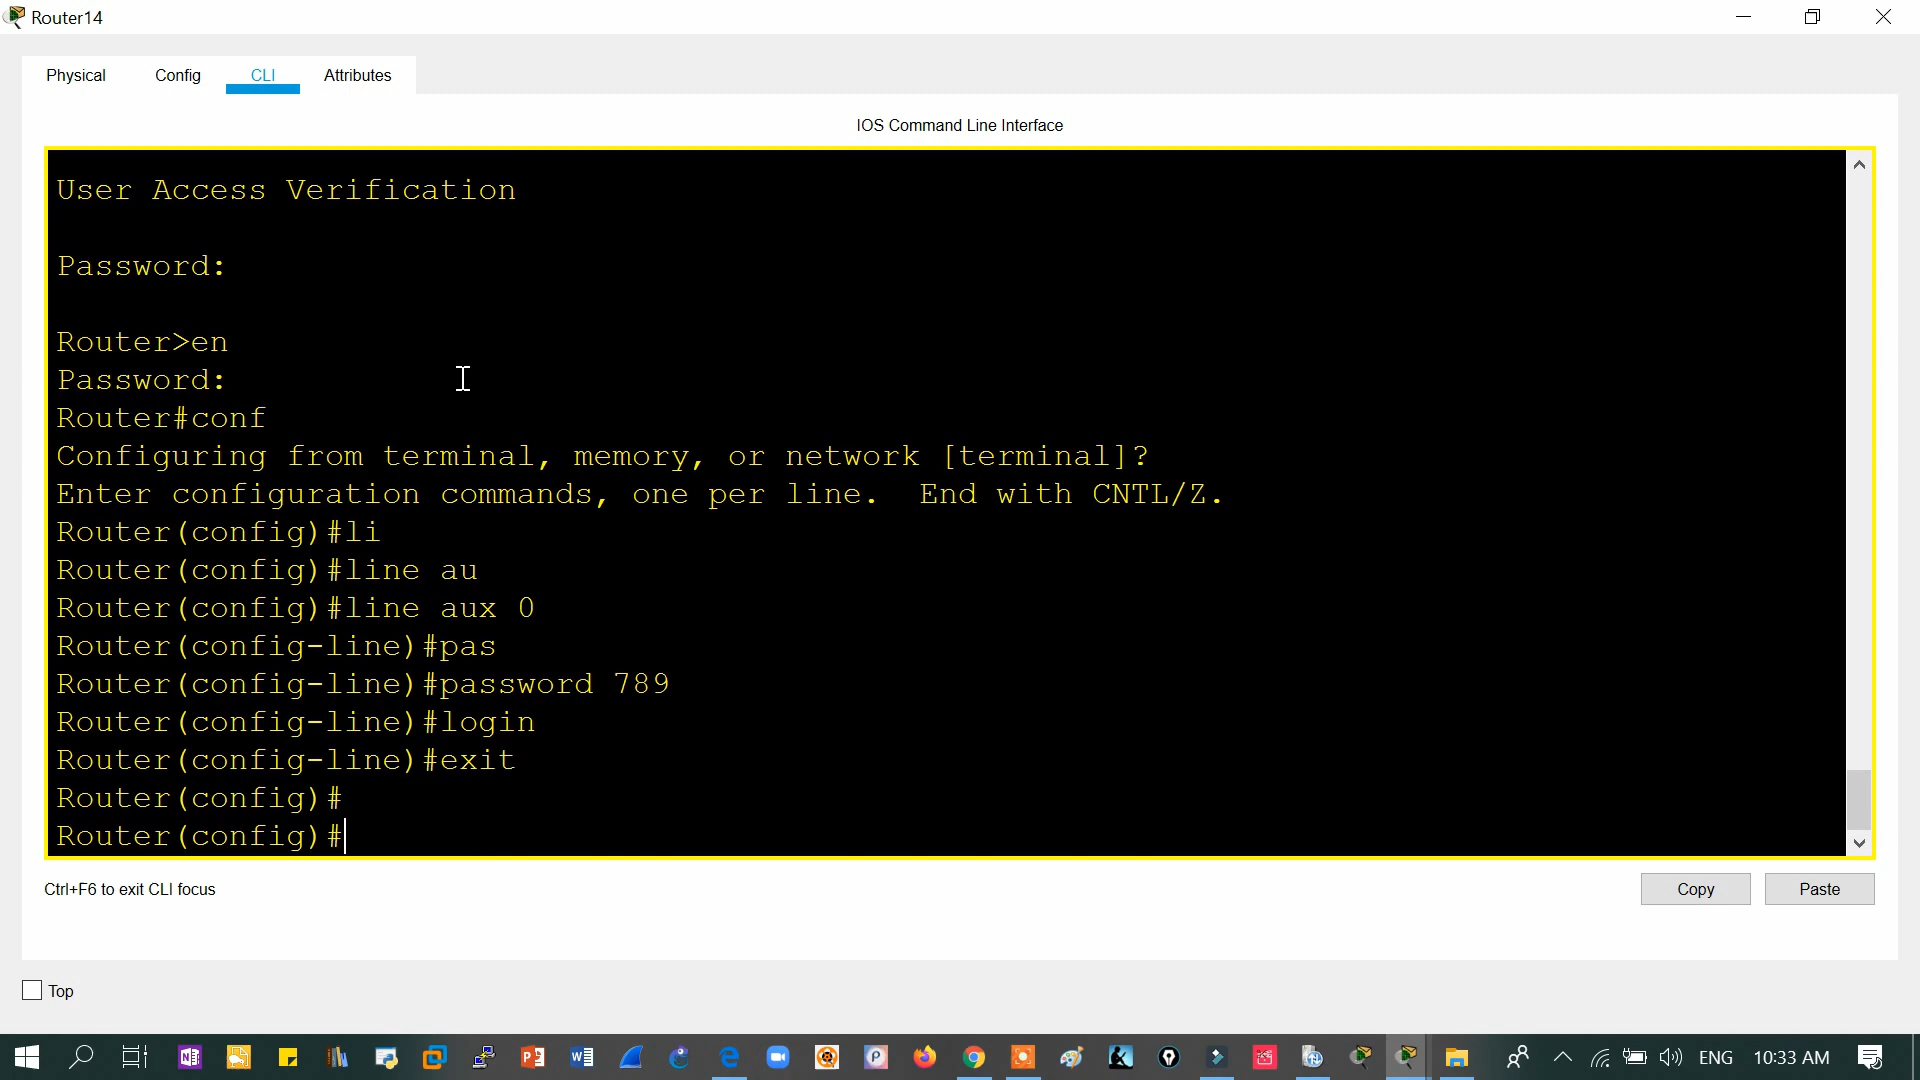 Router14
Physical
Config
CLI
Attributes
IOS Command Line Interface
User Access Verification
Password:
Router>en
Password:
Router#conf
Configuring from terminal, memory, or network [terminal]?
Enter configuration commands, one per line.  End with CNTL/Z.
Router(config)#li
Router(config)#line au
Router(config)#line aux 0
Router(config-line)#pas
Router(config-line)#password 789
Router(config-line)#login
Router(config-line)#exit
Router(config)#
Router(config)#
Ctrl+F6 to exit CLI focus
Copy
Paste
Top
ENG
10:33 AM